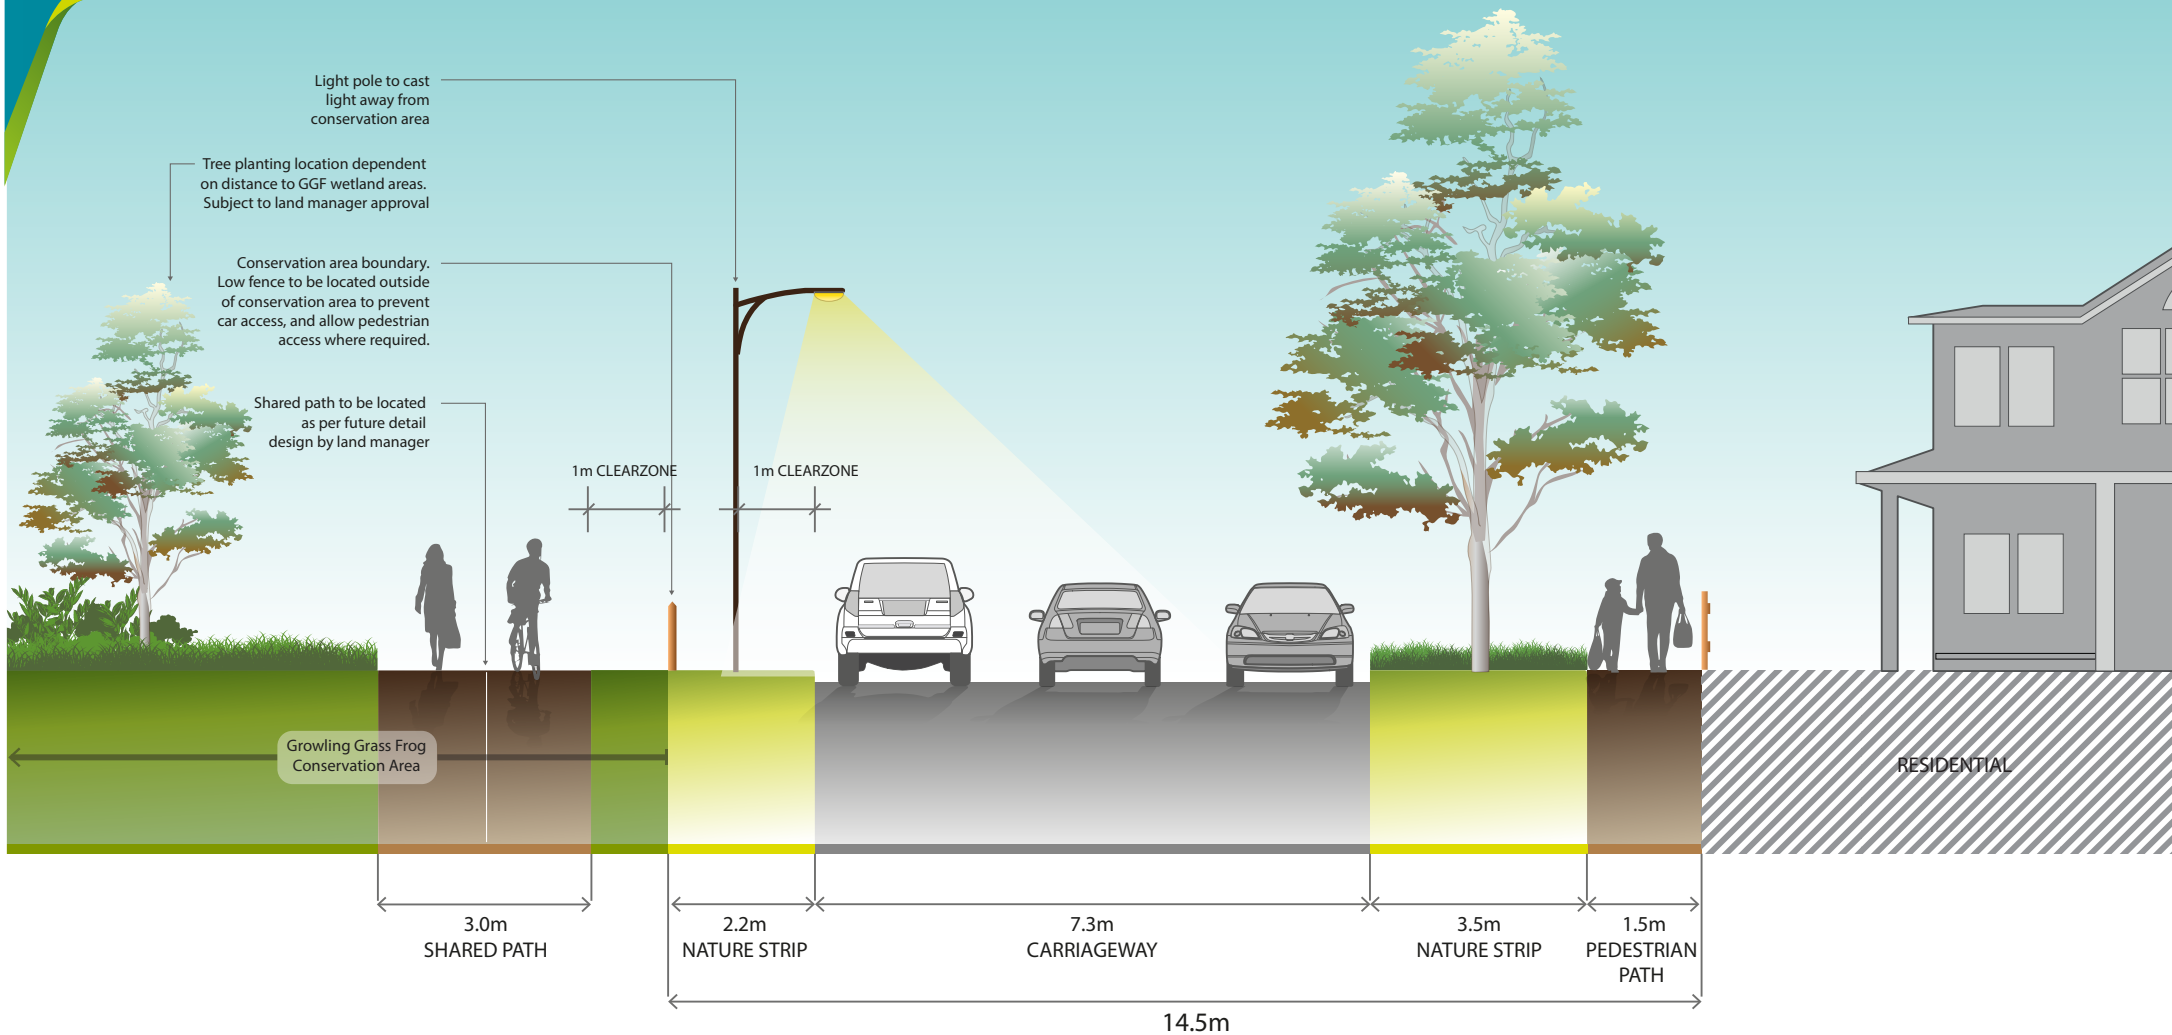 Light pole to cast
light away from
conservation area
Tree planting location dependent
on distance to GGF wetland areas.
Subject to land manager approval
Conservation area boundary.
Low fence to be located outside
of conservation area to prevent
car access, and allow pedestrian
access where required.
Shared path to be located
as per future detail
design by land manager
1m CLEARZONE
1m CLEARZONE
Growling Grass Frog
Conservation Area
RESIDENTIAL
3.0m
SHARED PATH
2.2m
NATURE STRIP
7.3m
CARRIAGEWAY
3.5m
NATURE STRIP
1.5m
PEDESTRIAN
PATH
14.5m